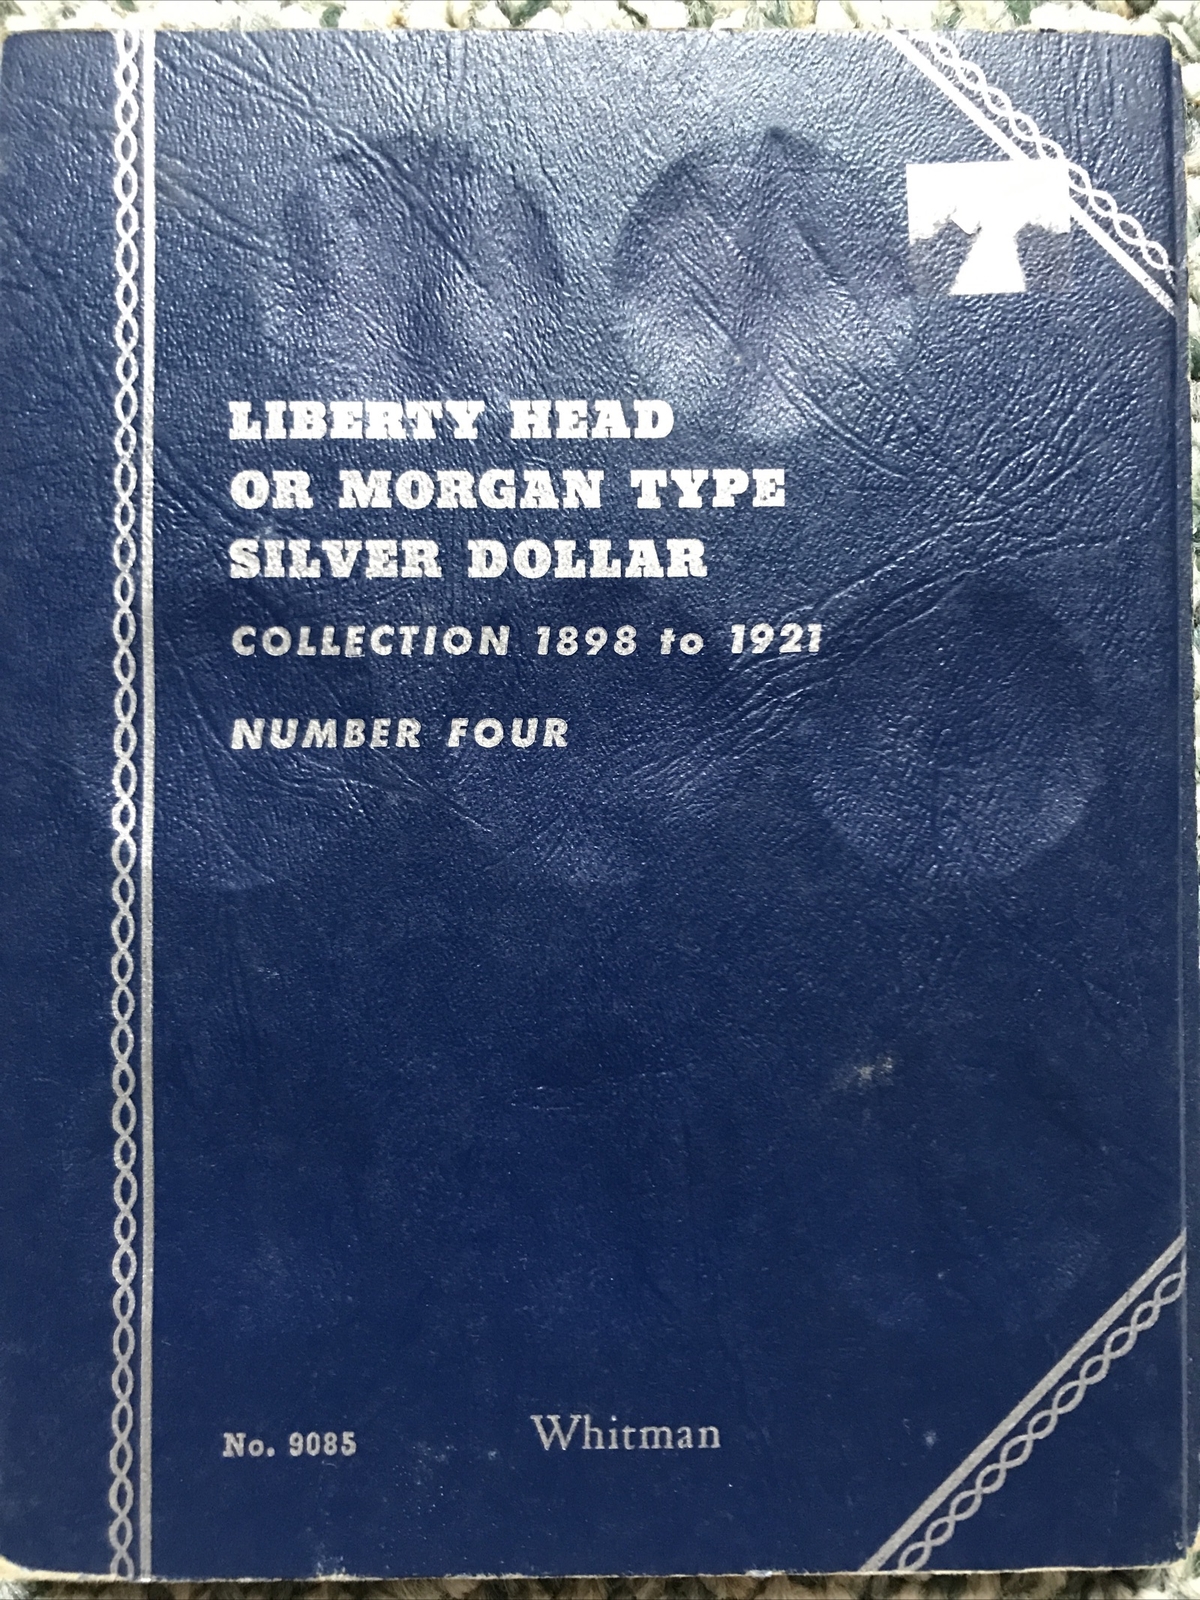 LIBERTY HEAD
OR MORGAN TYPE
SILVER DOLLAR
COLLECTION 1898 to 1921
NUMBER FOUR
No. 9085
Whitman